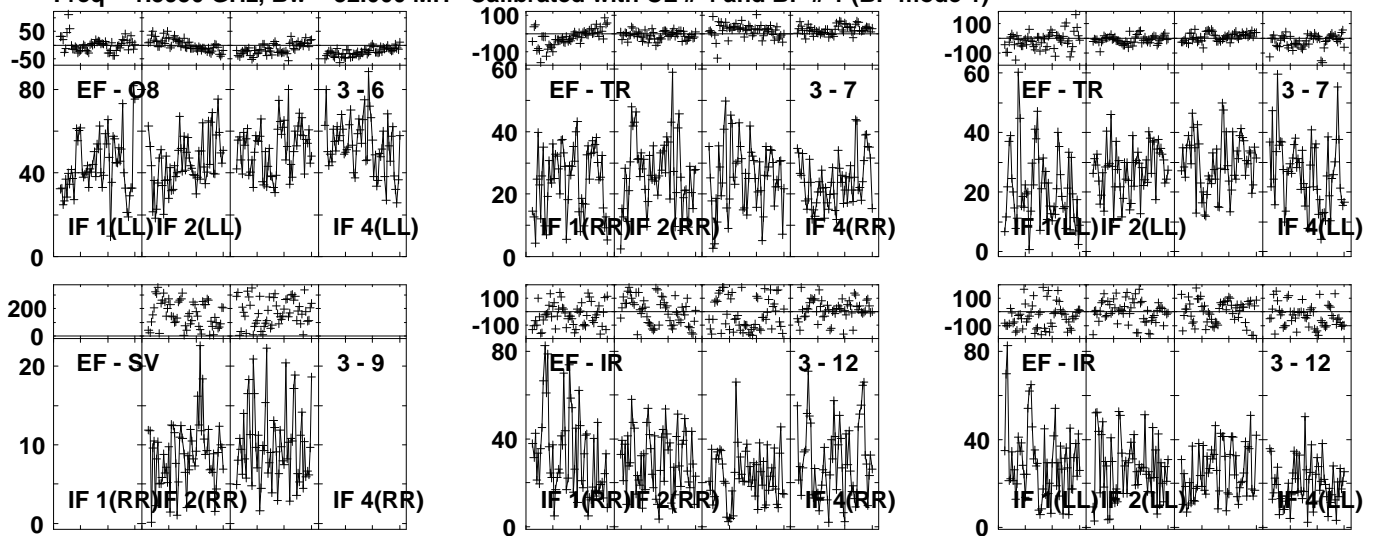 50
-50
80
40
0
EF - O8
3 - 6
IF 1(LL)
IF 2(LL)
IF 4(LL)
100
-100
60
40
20
0
EF - TR
3 - 7
IF 1(RR)
IF 2(RR)
IF 4(RR)
100
-100
60
40
20
0
EF - TR
3 - 7
IF 1(LL)
IF 2(LL)
IF 4(LL)
200
0
20
10
0
EF - SV
3 - 9
IF 1(RR)
IF 2(RR)
IF 4(RR)
100
-100
80
40
0
EF - IR
3 - 12
IF 1(RR)
IF 2(RR)
IF 4(RR)
100
-100
80
40
0
EF - IR
3 - 12
IF 1(LL)
IF 2(LL)
IF 4(LL)